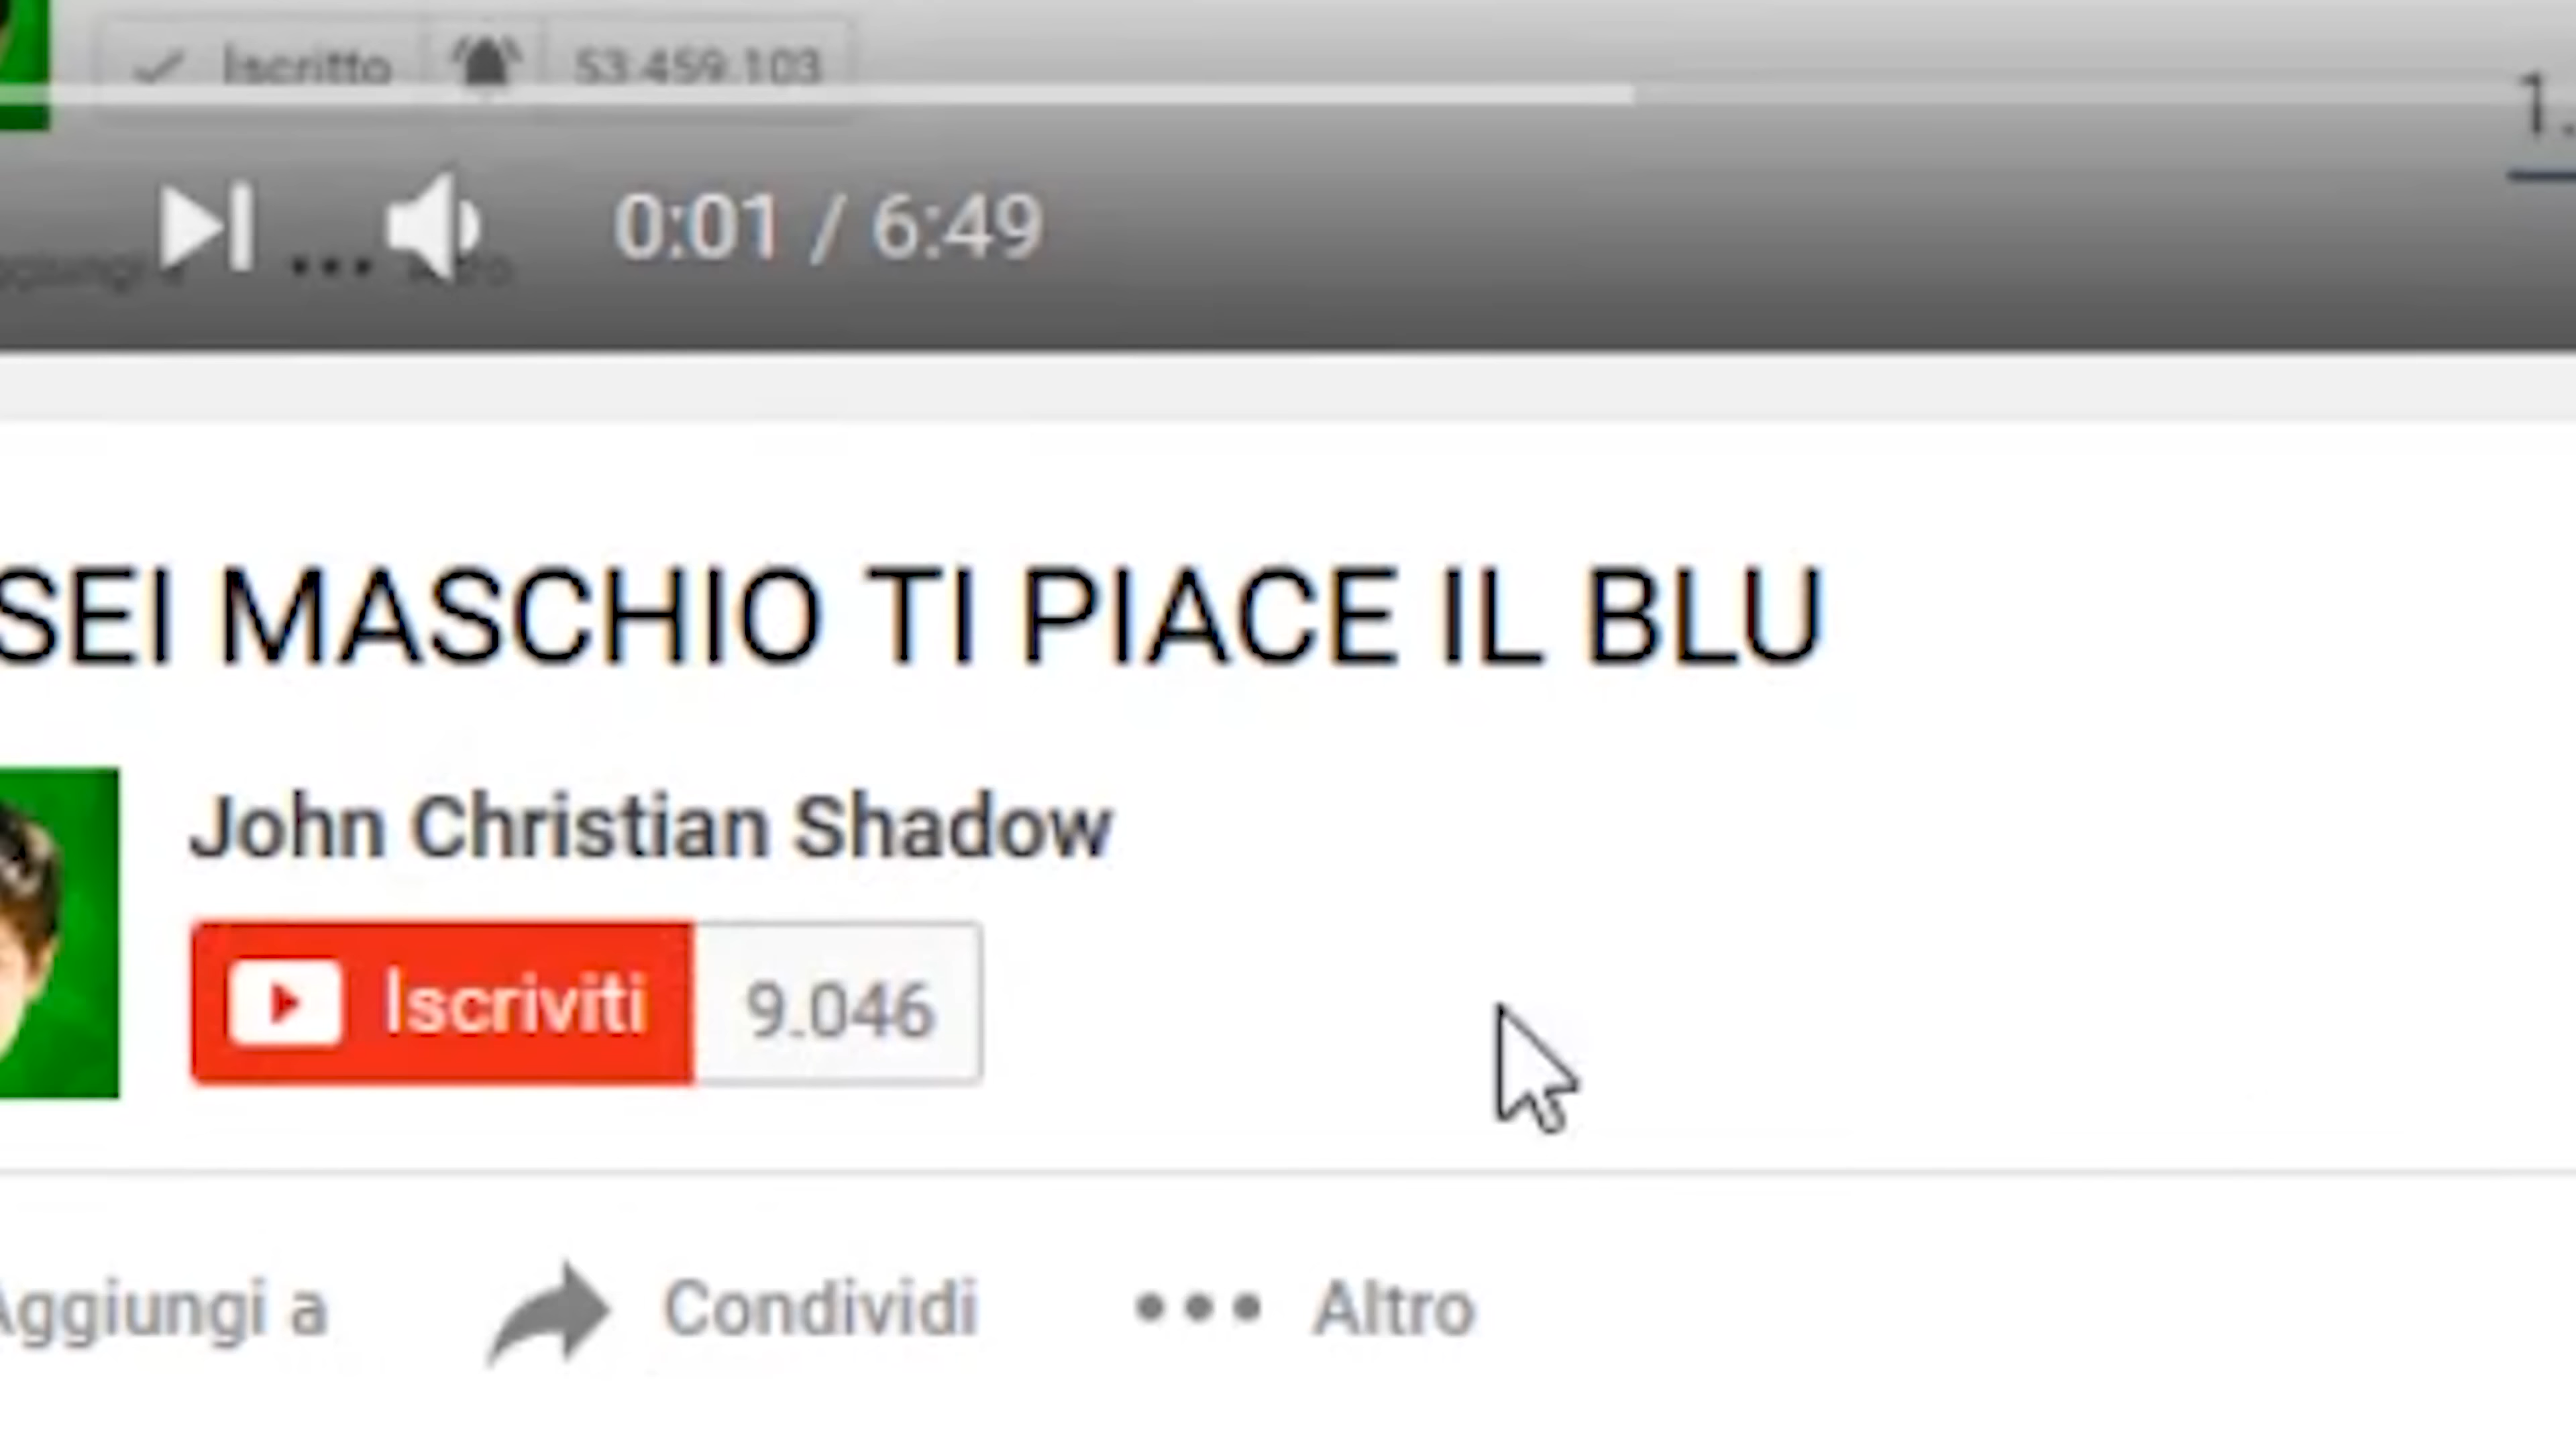 Iscritto 53.459.103
1.
0:01 / 6:49
SEI MASCHIO TI PIACE IL BLU
John Christian Shadow
Iscriviti 9.046
Aggiungi a Condividi Altro